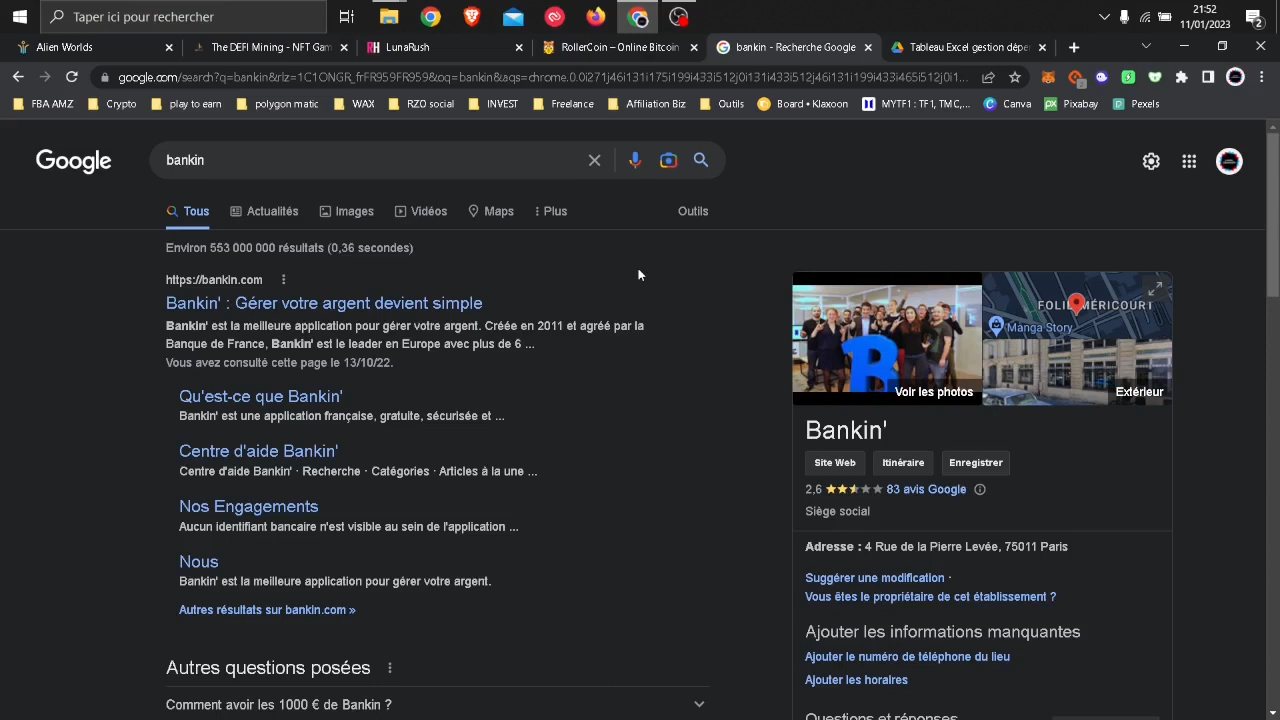 Taper ici pour rechercher
21:52
11/01/2023
2
Alien Worlds
The DEFI Mining - NFT Gam
LunaRush
RollerCoin – Online Bitcoin
bankin - Recherche Google
Tableau Excel gestion dépe
google.com/search?q=bankin&rlz=1C1ONGR_frFR959FR959&oq=bankin&aqs=chrome.0.0i271j46i131i175i199i433i512j0i131i433i512j46i131i199i433i465i512j0i1...
FBA AMZ
Crypto
play to earn
polygon matic
WAX
RZO social
INVEST
Freelance
Affiliation Biz
Outils
Board • Klaxoon
MYTF1 : TF1, TMC,...
Canva
Pixabay
Pexels
Google
bankin
Tous
Actualités
Images
Vidéos
Maps
Plus
Outils
Environ 553 000 000 résultats (0,36 secondes)
https://bankin.com
Bankin' : Gérer votre argent devient simple
Bankin' est la meilleure application pour gérer votre argent. Créée en 2011 et agréé par la
Banque de France, Bankin' est le leader en Europe avec plus de 6 ...
Vous avez consulté cette page le 13/10/22.
Qu'est-ce que Bankin'
Bankin' est une application française, gratuite, sécurisée et ...
Centre d'aide Bankin'
Centre d'aide Bankin' · Recherche · Catégories · Articles à la une ...
Nos Engagements
Aucun identifiant bancaire n'est visible au sein de l'application ...
Nous
Bankin' est la meilleure application pour gérer votre argent.
Autres résultats sur bankin.com »
Autres questions posées
Comment avoir les 1000 € de Bankin ?
B
Voir les photos
FOLIE-MÉRICOURT
Manga Story
Extérieur
Bankin'
Site Web
Itinéraire
Enregistrer
2,6
83 avis Google
Siège social
Adresse : 4 Rue de la Pierre Levée, 75011 Paris
Suggérer une modification ·
Vous êtes le propriétaire de cet établissement ?
Ajouter les informations manquantes
Ajouter le numéro de téléphone du lieu
Ajouter les horaires
Questions et réponses